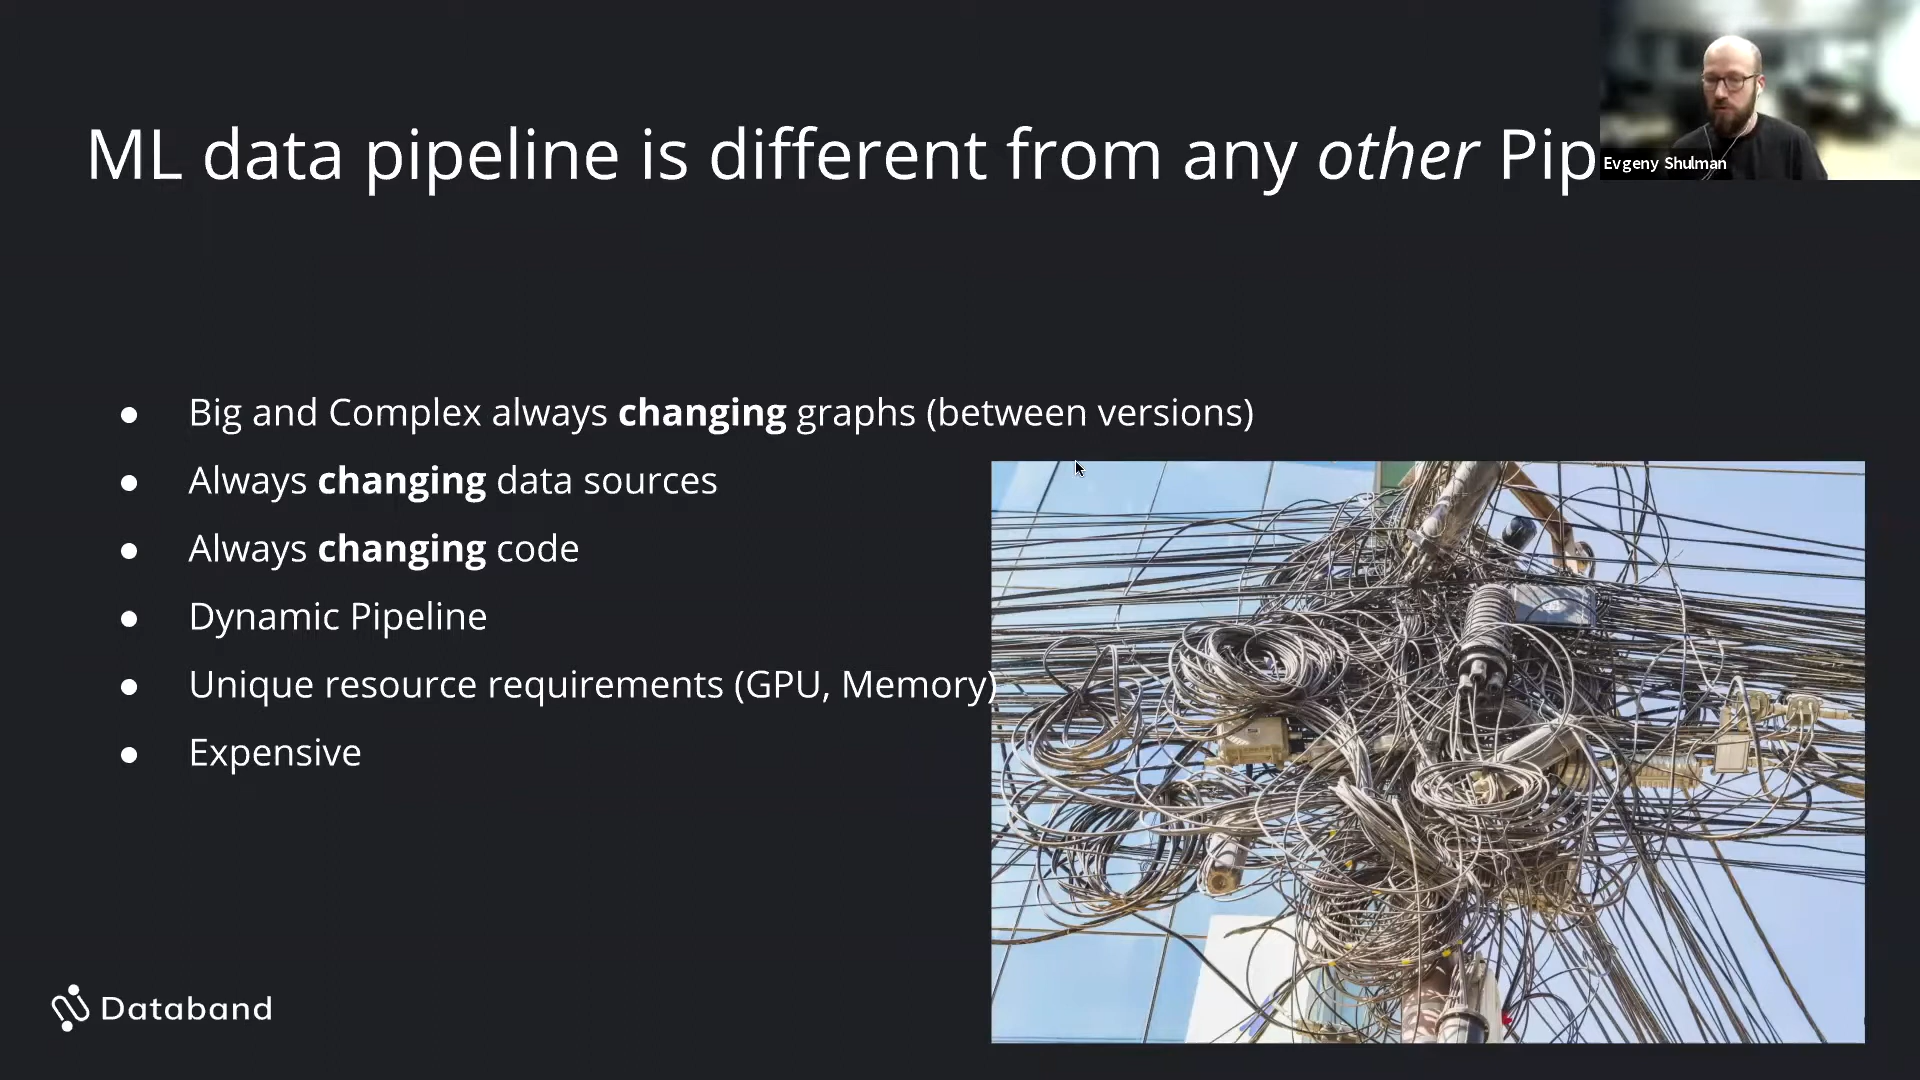 ML data pipeline is different from any other Pip
Evgeny Shulman
● Big and Complex always changing graphs (between versions)
● Always changing data sources
● Always changing code
● Dynamic Pipeline
● Unique resource requirements (GPU, Memory)
● Expensive
Databand